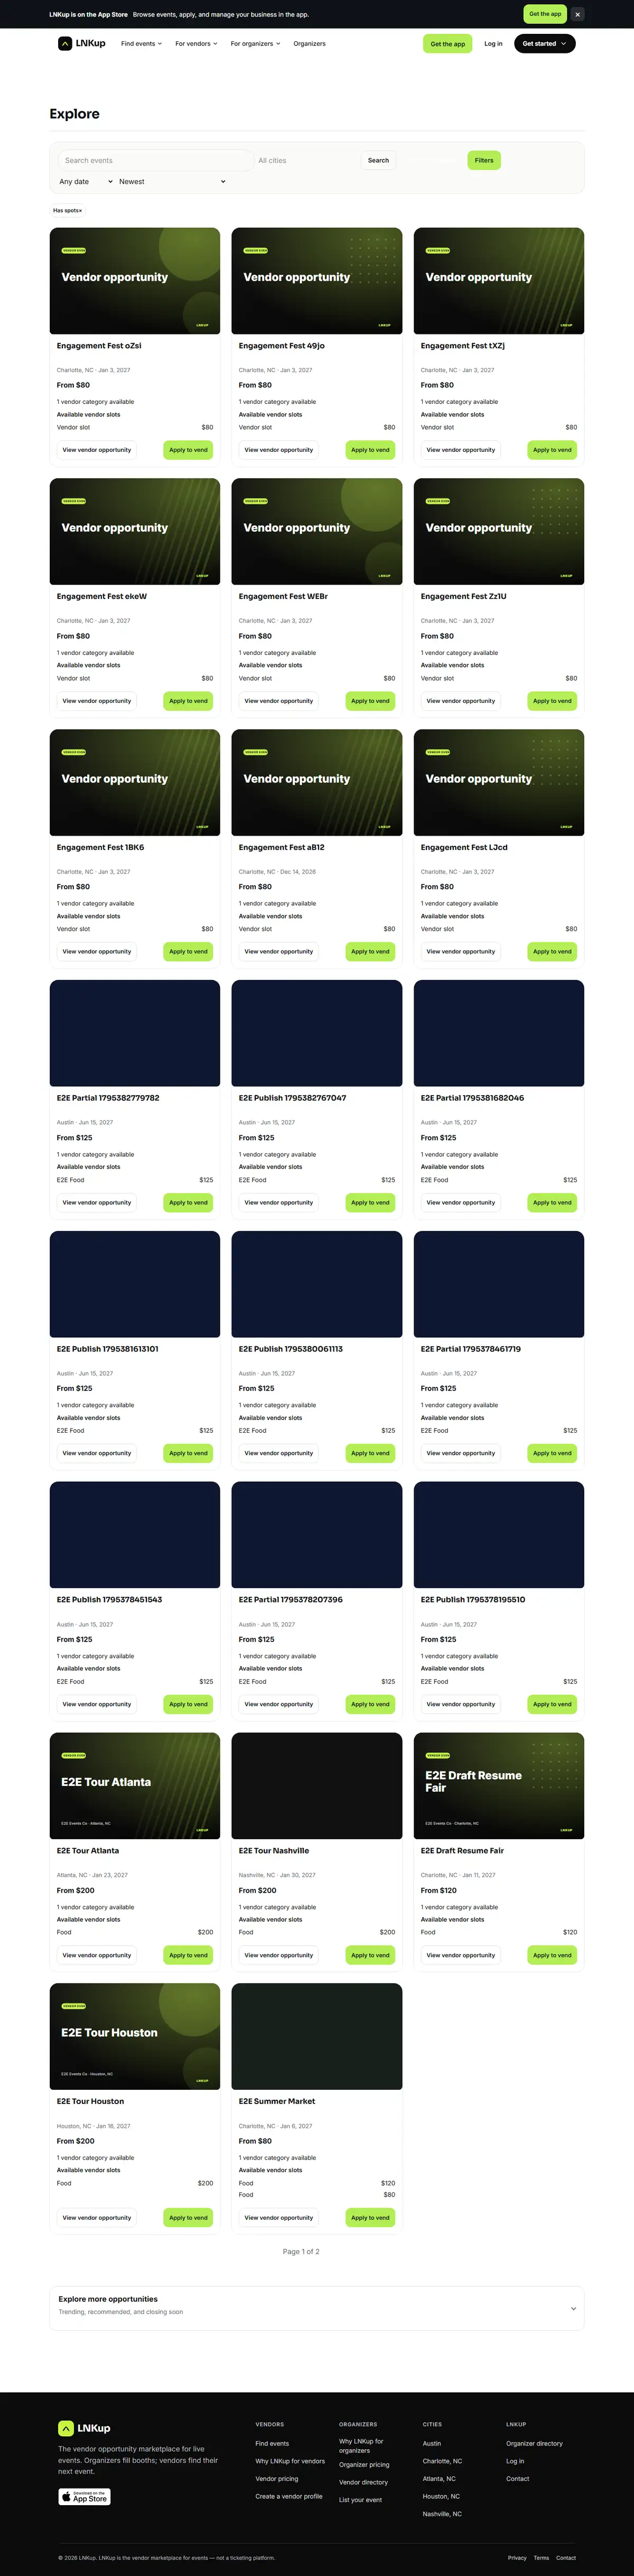 LNKup is on the App Store Browse events, apply, and manage your business in the app.
Get the app
×
LNKup
Find events
For vendors
For organizers
Organizers
Get the app
Log in
Get started
Explore
Search events
All cities
Search
Filters
Any date
Newest
Has spots×
Vendor opportunity
LNKUP
Vendor opportunity
LNKUP
Vendor opportunity
LNKUP
Engagement Fest oZsi
Engagement Fest 49jo
Engagement Fest tXZj
Charlotte, NC · Jan 3, 2027
Charlotte, NC · Jan 3, 2027
Charlotte, NC · Jan 3, 2027
From $80
From $80
From $80
1 vendor category available
1 vendor category available
1 vendor category available
Available vendor slots
Available vendor slots
Available vendor slots
Vendor slot $80
Vendor slot $80
Vendor slot $80
View vendor opportunity Apply to vend
View vendor opportunity Apply to vend
View vendor opportunity Apply to vend
Vendor opportunity
LNKUP
Vendor opportunity
LNKUP
Vendor opportunity
LNKUP
Engagement Fest ekeW
Engagement Fest WEBr
Engagement Fest Zz1U
Charlotte, NC · Jan 3, 2027
Charlotte, NC · Jan 3, 2027
Charlotte, NC · Jan 3, 2027
From $80
From $80
From $80
1 vendor category available
1 vendor category available
1 vendor category available
Available vendor slots
Available vendor slots
Available vendor slots
Vendor slot $80
Vendor slot $80
Vendor slot $80
View vendor opportunity Apply to vend
View vendor opportunity Apply to vend
View vendor opportunity Apply to vend
Vendor opportunity
LNKUP
Vendor opportunity
LNKUP
Vendor opportunity
LNKUP
Engagement Fest 1BK6
Engagement Fest aB12
Engagement Fest LJcd
Charlotte, NC · Jan 3, 2027
Charlotte, NC · Dec 14, 2026
Charlotte, NC · Jan 3, 2027
From $80
From $80
From $80
1 vendor category available
1 vendor category available
1 vendor category available
Available vendor slots
Available vendor slots
Available vendor slots
Vendor slot $80
Vendor slot $80
Vendor slot $80
View vendor opportunity Apply to vend
View vendor opportunity Apply to vend
View vendor opportunity Apply to vend
E2E Partial 1795382779782
E2E Publish 1795382767047
E2E Partial 1795381682046
Austin · Jun 15, 2027
Austin · Jun 15, 2027
Austin · Jun 15, 2027
From $125
From $125
From $125
1 vendor category available
1 vendor category available
1 vendor category available
Available vendor slots
Available vendor slots
Available vendor slots
E2E Food $125
E2E Food $125
E2E Food $125
View vendor opportunity Apply to vend
View vendor opportunity Apply to vend
View vendor opportunity Apply to vend
E2E Publish 1795381613101
E2E Publish 1795380061113
E2E Partial 1795378461719
Austin · Jun 15, 2027
Austin · Jun 15, 2027
Austin · Jun 15, 2027
From $125
From $125
From $125
1 vendor category available
1 vendor category available
1 vendor category available
Available vendor slots
Available vendor slots
Available vendor slots
E2E Food $125
E2E Food $125
E2E Food $125
View vendor opportunity Apply to vend
View vendor opportunity Apply to vend
View vendor opportunity Apply to vend
E2E Publish 1795378451543
E2E Partial 1795378207396
E2E Publish 1795378195510
Austin · Jun 15, 2027
Austin · Jun 15, 2027
Austin · Jun 15, 2027
From $125
From $125
From $125
1 vendor category available
1 vendor category available
1 vendor category available
Available vendor slots
Available vendor slots
Available vendor slots
E2E Food $125
E2E Food $125
E2E Food $125
View vendor opportunity Apply to vend
View vendor opportunity Apply to vend
View vendor opportunity Apply to vend
E2E Tour Atlanta
E2E Events Co · Atlanta, NC
LNKUP
E2E Draft Resume
Fair
E2E Events Co · Charlotte, NC
LNKUP
E2E Tour Atlanta
E2E Tour Nashville
E2E Draft Resume Fair
Atlanta, NC · Jan 23, 2027
Nashville, NC · Jan 30, 2027
Charlotte, NC · Jan 11, 2027
From $200
From $200
From $120
1 vendor category available
1 vendor category available
1 vendor category available
Available vendor slots
Available vendor slots
Available vendor slots
Food $200
Food $200
Food $120
View vendor opportunity Apply to vend
View vendor opportunity Apply to vend
View vendor opportunity Apply to vend
E2E Tour Houston
E2E Events Co · Houston, NC
LNKUP
E2E Tour Houston
E2E Summer Market
Houston, NC · Jan 16, 2027
Charlotte, NC · Jan 6, 2027
From $200
From $80
1 vendor category available
1 vendor category available
Available vendor slots
Available vendor slots
Food $200
Food $120
Food $80
View vendor opportunity Apply to vend
View vendor opportunity Apply to vend
Page 1 of 2
Explore more opportunities
Trending, recommended, and closing soon
LNKup
The vendor opportunity marketplace for live
events. Organizers fill booths; vendors find their
next event.
Download on the
App Store
VENDORS
Find events
Why LNKup for vendors
Vendor pricing
Create a vendor profile
ORGANIZERS
Why LNKup for
organizers
Organizer pricing
Vendor directory
List your event
CITIES
Austin
Charlotte, NC
Atlanta, NC
Houston, NC
Nashville, NC
LNKUP
Organizer directory
Log in
Contact
© 2026 LNKup. LNKup is the vendor marketplace for events — not a ticketing platform.
Privacy Terms Contact